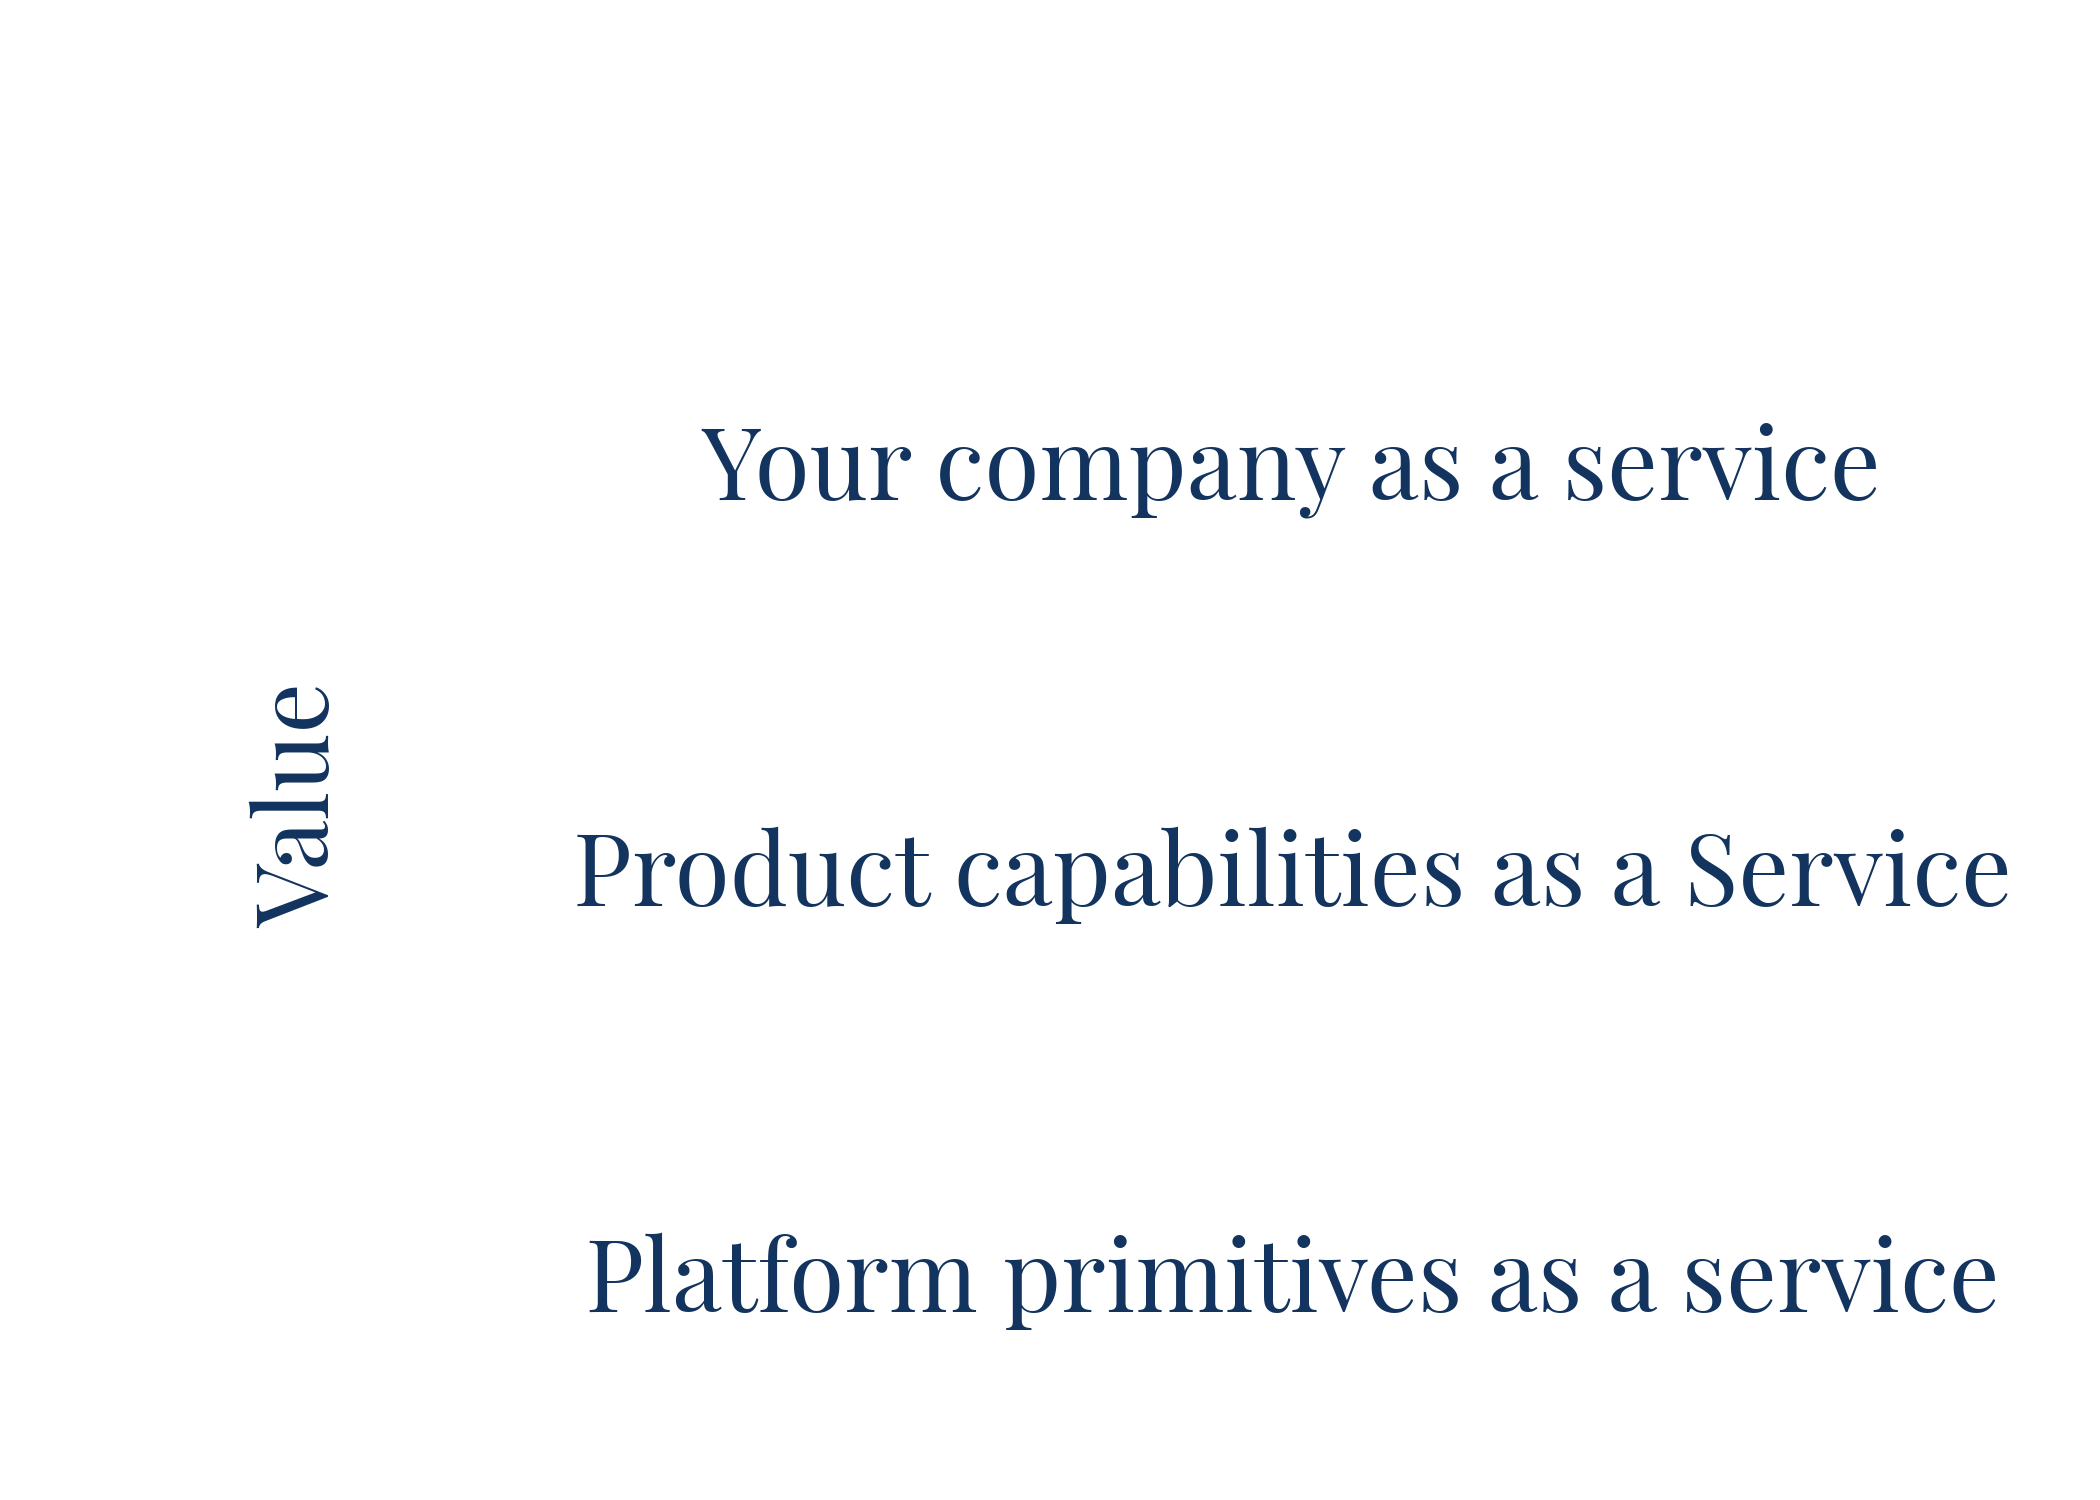 Your company as a service
Value
Product capabilities as a Service
Platform primitives as a service